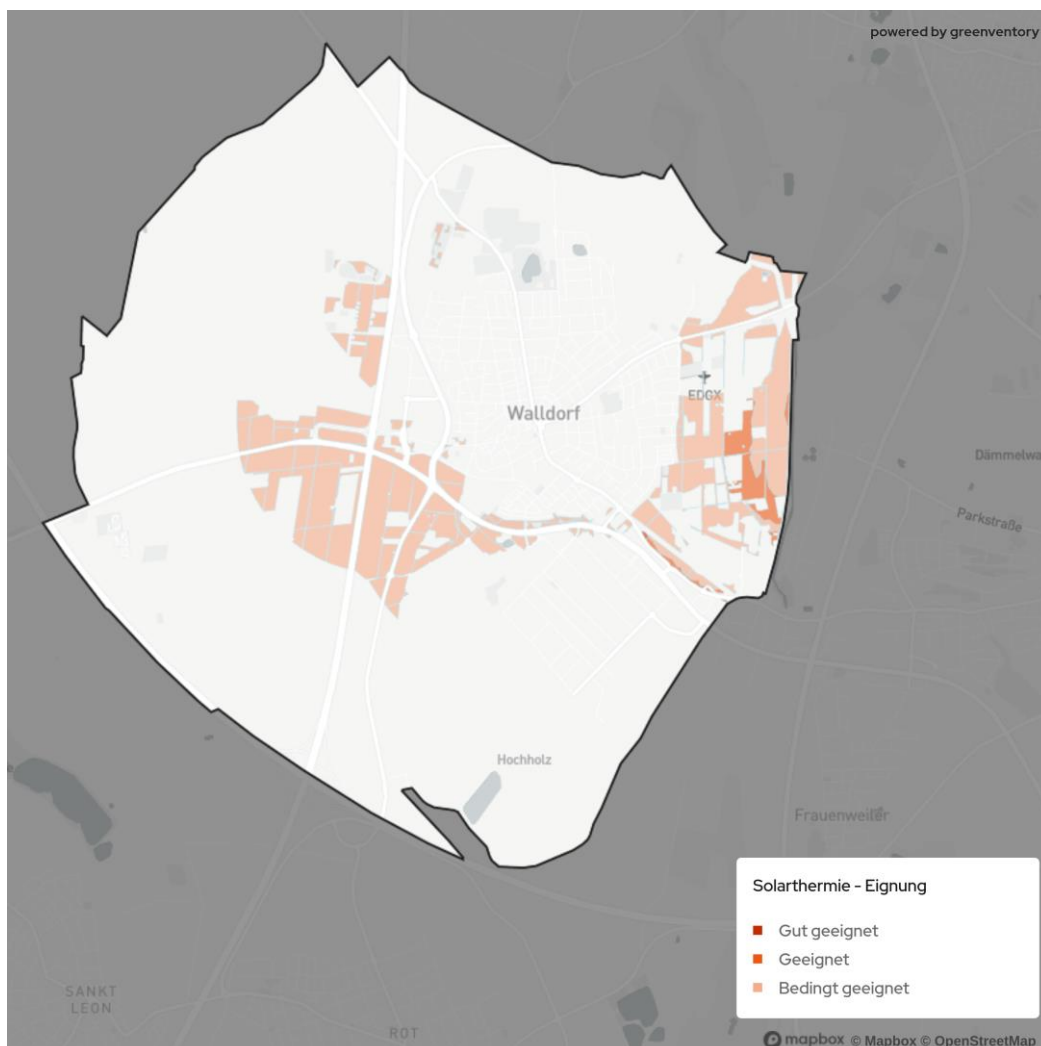 powered by greenventory
EDGX
Walldorf
Dämmelwa
Parkstraße
Hochholz
Frauenweiler
Solarthermie - Eignung
Gut geeignet
Geeignet
Bedingt geeignet
SANKT
LEON
ROT
mapbox © Mapbox © OpenStreetMap